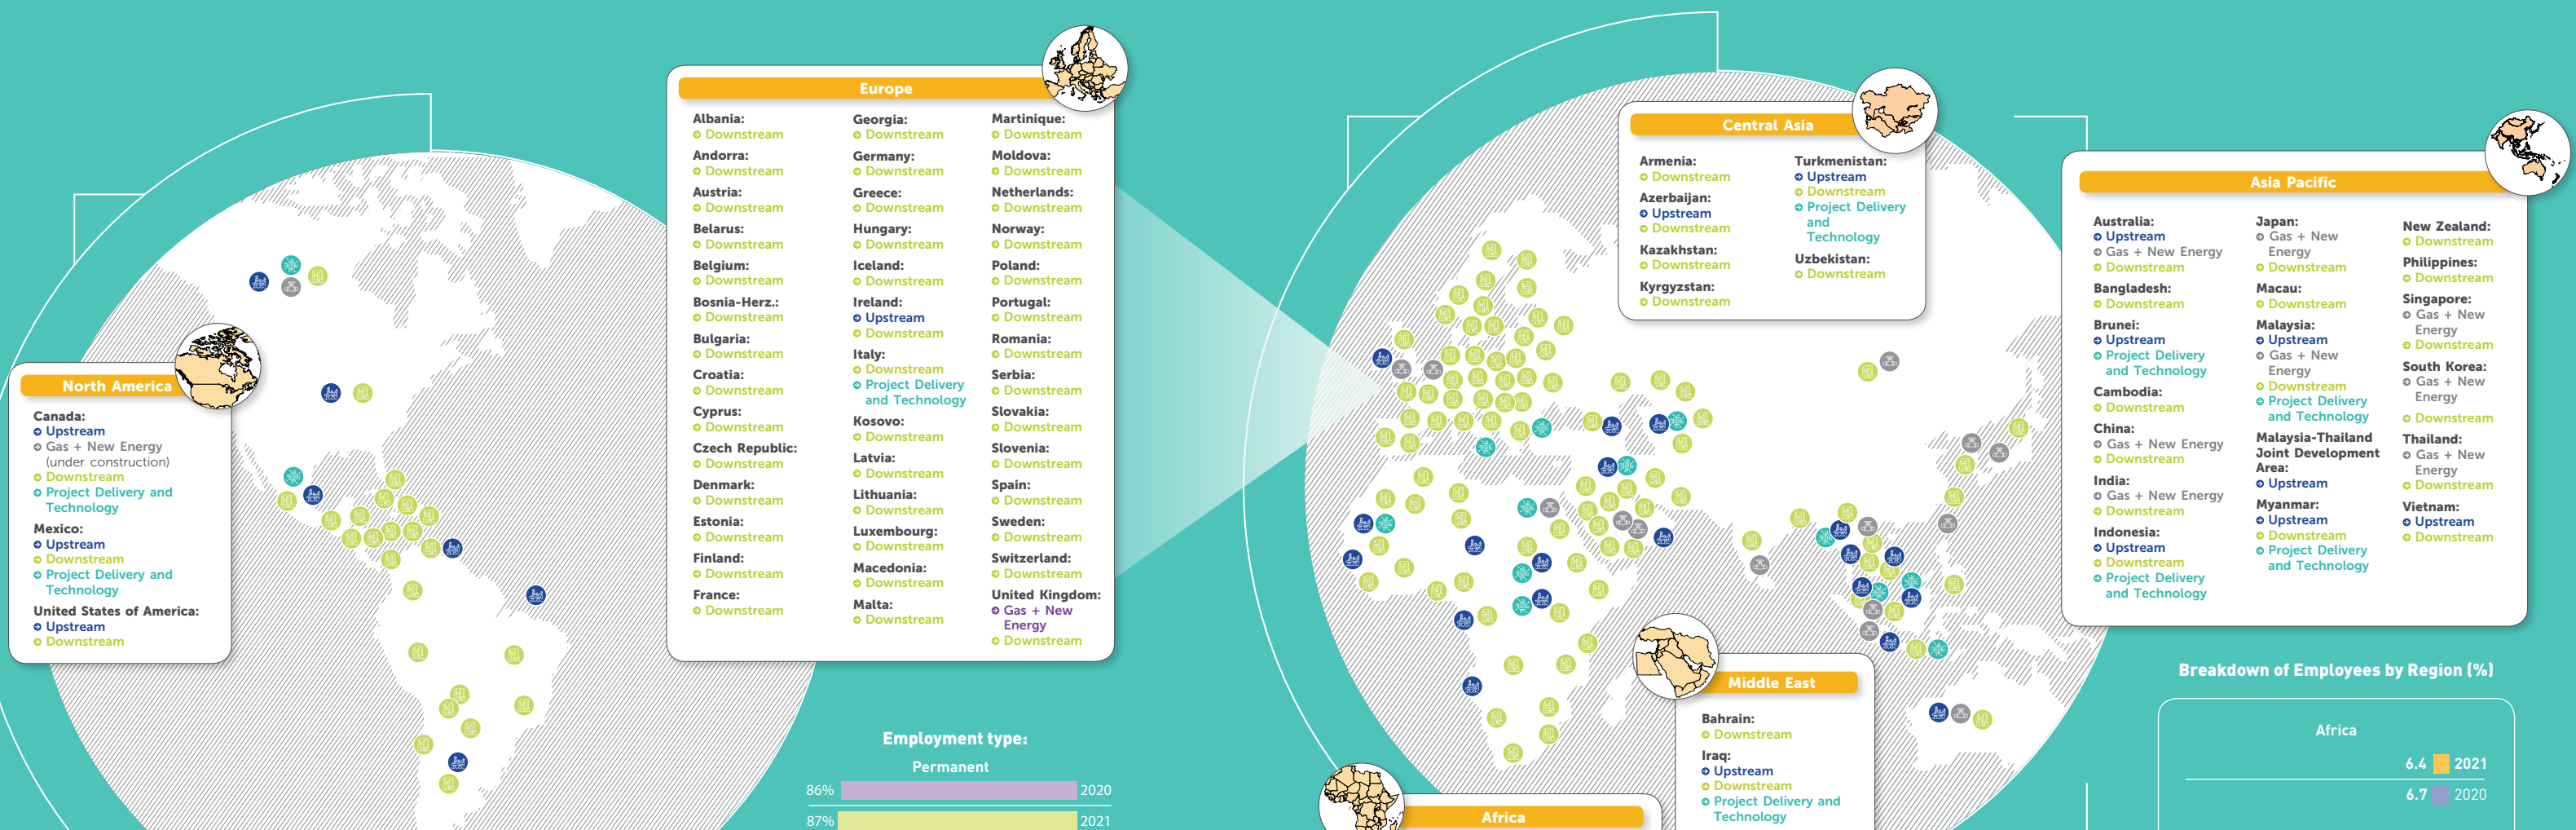 North America
Canada:
Upstream
Gas + New Energy
(under construction)
Downstream
Project Delivery and
Technology
Mexico:
Upstream
Downstream
Project Delivery and
Technology
United States of America:
Upstream
Downstream
Europe
Albania:
Downstream
Andorra:
Downstream
Austria:
Downstream
Belarus:
Downstream
Belgium:
Downstream
Bosnia-Herz.:
Downstream
Bulgaria:
Downstream
Croatia:
Downstream
Cyprus:
Downstream
Czech Republic:
Downstream
Denmark:
Downstream
Estonia:
Downstream
Finland:
Downstream
France:
Downstream
Georgia:
Downstream
Germany:
Downstream
Greece:
Downstream
Hungary:
Downstream
Iceland:
Downstream
Ireland:
Upstream
Downstream
Italy:
Downstream
Project Delivery
and Technology
Kosovo:
Downstream
Latvia:
Downstream
Lithuania:
Downstream
Luxembourg:
Downstream
Macedonia:
Downstream
Malta:
Downstream
Martinique:
Downstream
Moldova:
Downstream
Netherlands:
Downstream
Norway:
Downstream
Poland:
Downstream
Portugal:
Downstream
Romania:
Downstream
Serbia:
Downstream
Slovakia:
Downstream
Slovenia:
Downstream
Spain:
Downstream
Sweden:
Downstream
Switzerland:
Downstream
United Kingdom:
Gas + New
Energy
Downstream
Employment type:
Permanent
86% 2020
87% 2021
Central Asia
Armenia:
Downstream
Azerbaijan:
Upstream
Downstream
Kazakhstan:
Downstream
Kyrgyzstan:
Downstream
Turkmenistan:
Upstream
Downstream
Project Delivery
and
Technology
Uzbekistan:
Downstream
Asia Pacific
Australia:
Upstream
Gas + New Energy
Downstream
Bangladesh:
Downstream
Brunei:
Upstream
Project Delivery
and Technology
Cambodia:
Downstream
China:
Gas + New Energy
Downstream
India:
Gas + New Energy
Downstream
Indonesia:
Upstream
Downstream
Project Delivery
and Technology
Japan:
Gas + New
Energy
Downstream
Macau:
Downstream
Malaysia:
Upstream
Gas + New
Energy
Downstream
Project Delivery
and Technology
Malaysia-Thailand
Joint Development
Area:
Upstream
Myanmar:
Upstream
Downstream
Project Delivery
and Technology
New Zealand:
Downstream
Philippines:
Downstream
Singapore:
Gas + New
Energy
Downstream
South Korea:
Gas + New
Energy
Downstream
Thailand:
Gas + New
Energy
Downstream
Vietnam:
Upstream
Downstream
Middle East
Bahrain:
Downstream
Iraq:
Upstream
Downstream
Project Delivery and
Technology
Africa
Breakdown of Employees by Region (%)
Africa
6.4 2021
6.7 2020